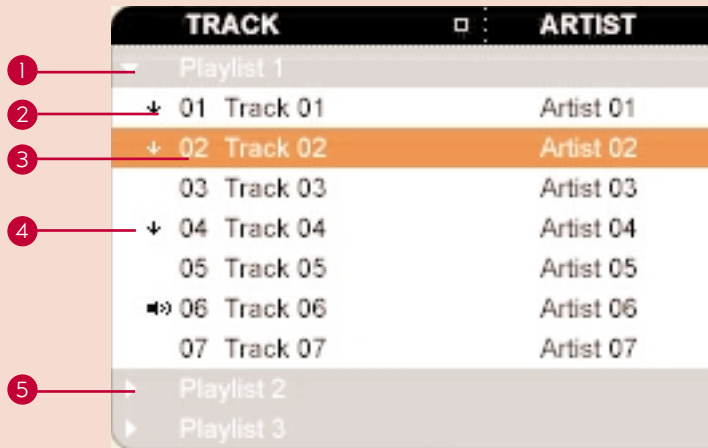 TRACK ARTIST
1 Playlist 1
2 01 Track 01 Artist 01
3 02 Track 02 Artist 02
03 Track 03 Artist 03
4 04 Track 04 Artist 04
05 Track 05 Artist 05
06 Track 06 Artist 06
07 Track 07 Artist 07
5 Playlist 2
Playlist 3